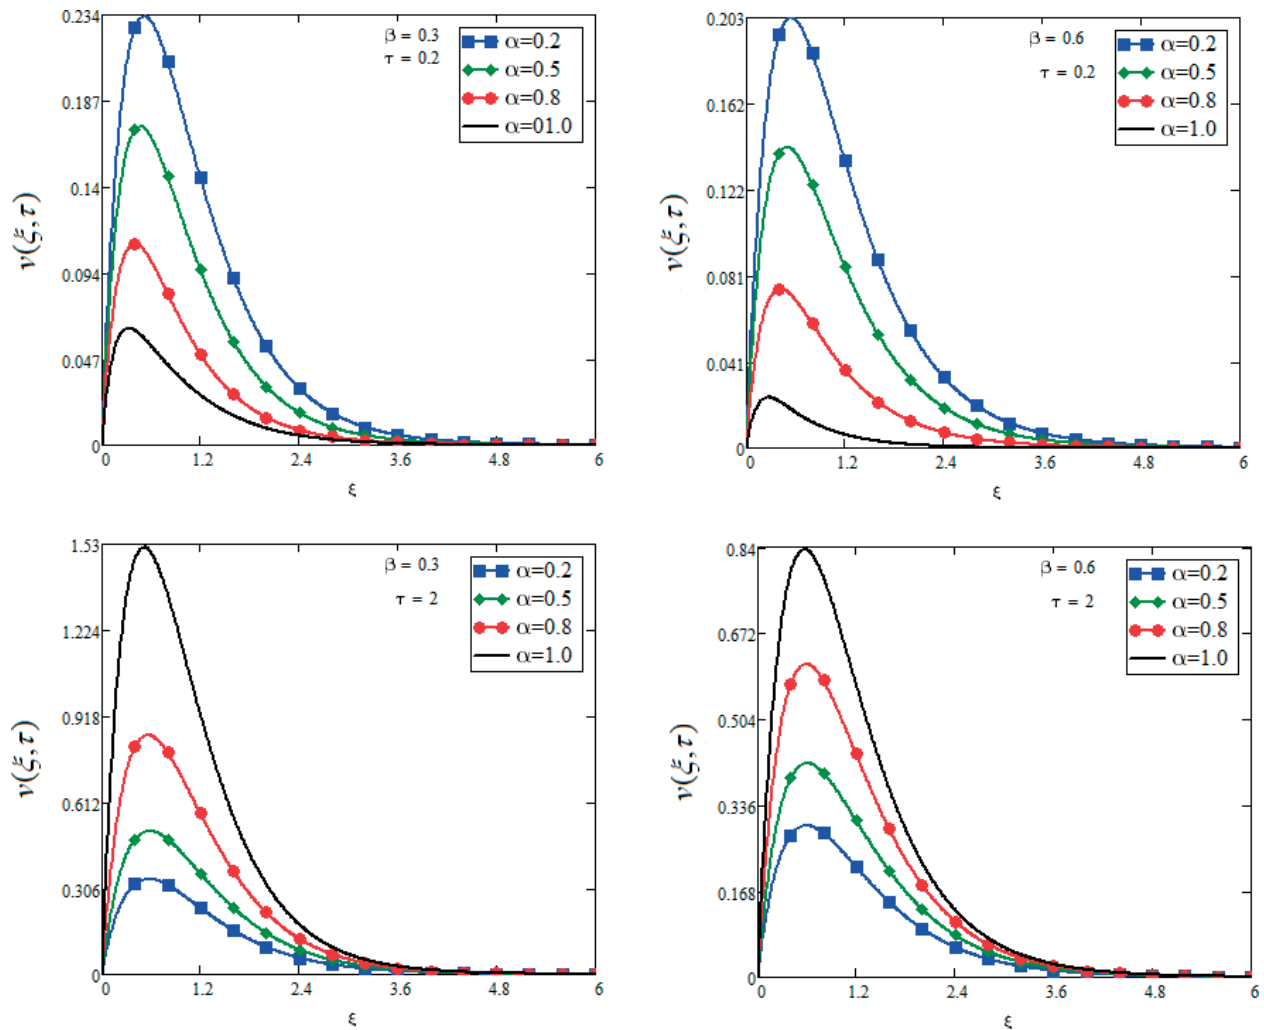 0.234
0.187
0.14
0.094
0.047
0
v(ξ,τ)
β = 0.3
τ = 0.2
α=0.2
α=0.5
α=0.8
α=01.0
0 1.2 2.4 3.6 4.8 6
ξ
0.203
0.162
0.122
0.081
0.041
0
v(ξ,τ)
β = 0.6
τ = 0.2
α=0.2
α=0.5
α=0.8
α=1.0
0 1.2 2.4 3.6 4.8 6
ξ
1.53
1.224
0.918
0.612
0.306
0
v(ξ,τ)
β = 0.3
τ = 2
α=0.2
α=0.5
α=0.8
α=1.0
0 1.2 2.4 3.6 4.8 6
ξ
0.84
0.672
0.504
0.336
0.168
0
v(ξ,τ)
β = 0.6
τ = 2
α=0.2
α=0.5
α=0.8
α=1.0
0 1.2 2.4 3.6 4.8 6
ξ